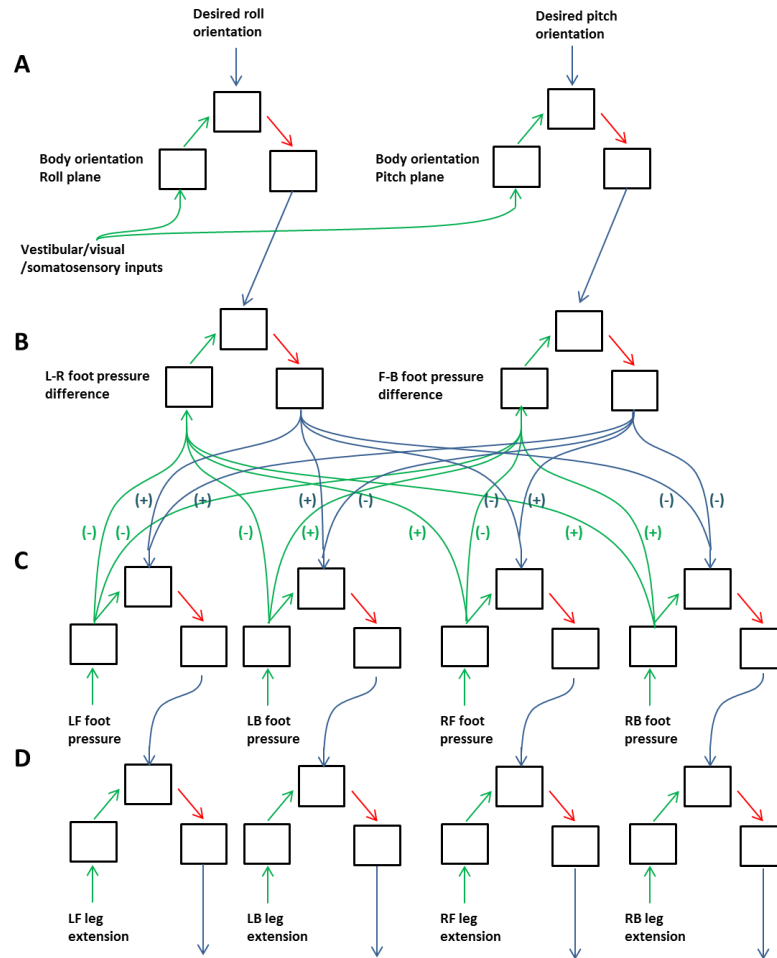 Desired roll
orientation
Desired pitch
orientation
A
Body orientation
Roll plane
Body orientation
Pitch plane
Vestibular/visual
/somatosensory inputs
B
L-R foot pressure
difference
F-B foot pressure
difference
(+) (+) (+) (-) (-) (+) (-) (-)
(-) (-) (-) (+) (+) (-) (+) (+)
C
LF foot
pressure
LB foot
pressure
RF foot
pressure
RB foot
pressure
D
LF leg
extension
LB leg
extension
RF leg
extension
RB leg
extension